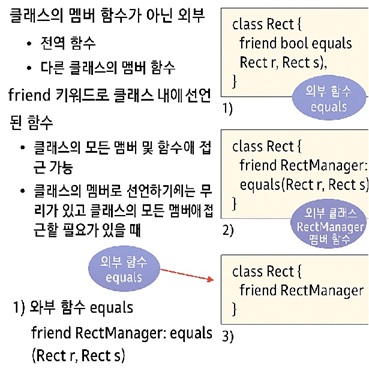 클래스의 멤버 함수가 아닌 외부
• 전역 함수
• 다른 클래스의 멤버 함수
friend 키워드로 클래스 내에 선언
된 함수
• 클래스의 모든 멤버 및 함수에 접
근 가능
• 클래스의 멤버로 선언하기에는 무
리가 있고 클래스의 모든 멤버에 접
근할 필요가 있을 때
외부 함수
equals
1) 와부 함수 equals
friend RectManager: equals
(Rect r, Rect s)
class Rect {
friend bool equals
Rect r, Rect s),
}
1)
외부 함수
equals
class Rect {
friend RectManager:
equals(Rect r, Rect s)
}
2)
외부 클래스
RectManager
멤버 함수
class Rect {
friend RectManager
}
3)